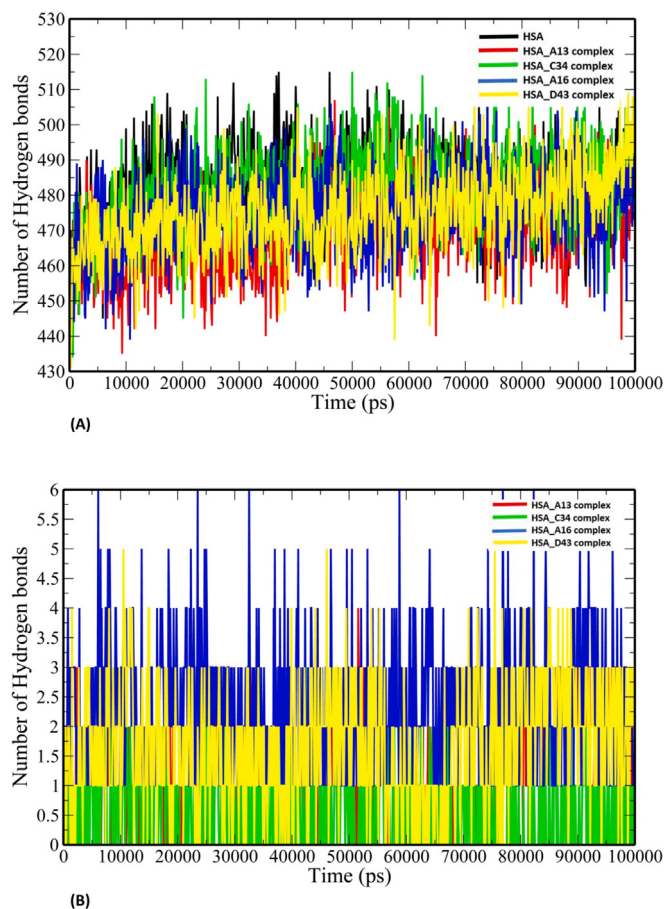 530
520
510
500
490
480
470
460
450
440
430
Number of Hydrogen bonds
HSA
HSA_A13 complex
HSA_C34 complex
HSA_A16 complex
HSA_D43 complex
0 10000 20000 30000 40000 50000 60000 70000 80000 90000 100000
Time (ps)
(A)
6
5.5
5
4.5
4
3.5
3
2.5
2
1.5
1
0.5
0
Number of Hydrogen bonds
HSA_A13 complex
HSA_C34 complex
HSA_A16 complex
HSA_D43 complex
0 10000 20000 30000 40000 50000 60000 70000 80000 90000 100000
Time (ps)
(B)